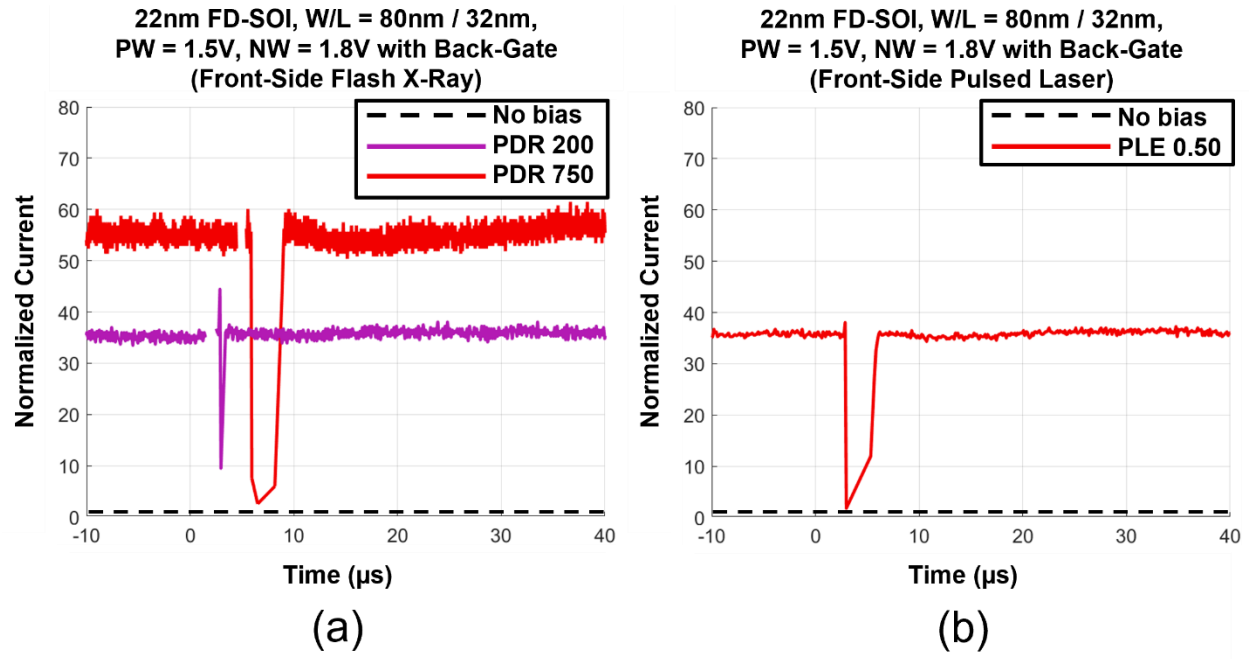 22nm FD-SOI, W/L = 80nm / 32nm,
PW = 1.5V, NW = 1.8V with Back-Gate
(Front-Side Flash X-Ray)
No bias
PDR 200
PDR 750
80
70
60
50
40
30
20
10
0
Normalized Current
-10 0 10 20 30 40
Time (µs)
(a)
22nm FD-SOI, W/L = 80nm / 32nm,
PW = 1.5V, NW = 1.8V with Back-Gate
(Front-Side Pulsed Laser)
No bias
PLE 0.50
80
70
60
50
40
30
20
10
0
Normalized Current
-10 0 10 20 30 40
Time (µs)
(b)